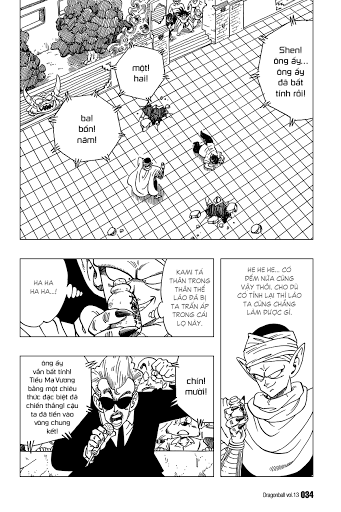 Shen!
ông ấy...
ông ấy
đã bất
tỉnh rồi!
một!
hai!
ba!
bốn!
năm!
HE HE HE... CÓ
ĐẾM NỮA CŨNG
VẬY THÔI. CHO DÙ
CÓ TỈNH LẠI THÌ LÃO
TA CŨNG CHẲNG
LÀM ĐƯỢC GÌ.
KAMI TÁ
THÂN TRONG
THÂN THỂ
LÃO ĐÃ BỊ
TA TRẤN ÁP
TRONG CÁI
LỌ NÀY.
HA HA
HA HA...!
chín!
mười!
ông ấy
vẫn bất tỉnh!
Tiểu Ma Vương
bằng một chiêu
thức đặc biệt đã
chiến thắng! cậu
ta đã tiến vào
vòng chung
kết!
Dragonball vol.13 034